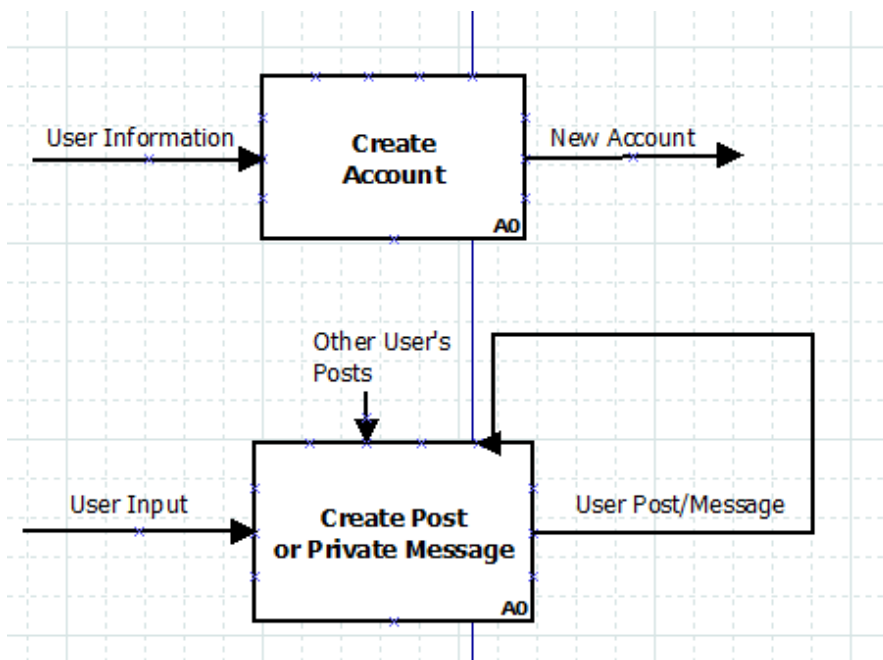 User Information
Create
Account
New Account
A0
Other User's
Posts
User Input
Create Post
or Private Message
User Post/Message
A0